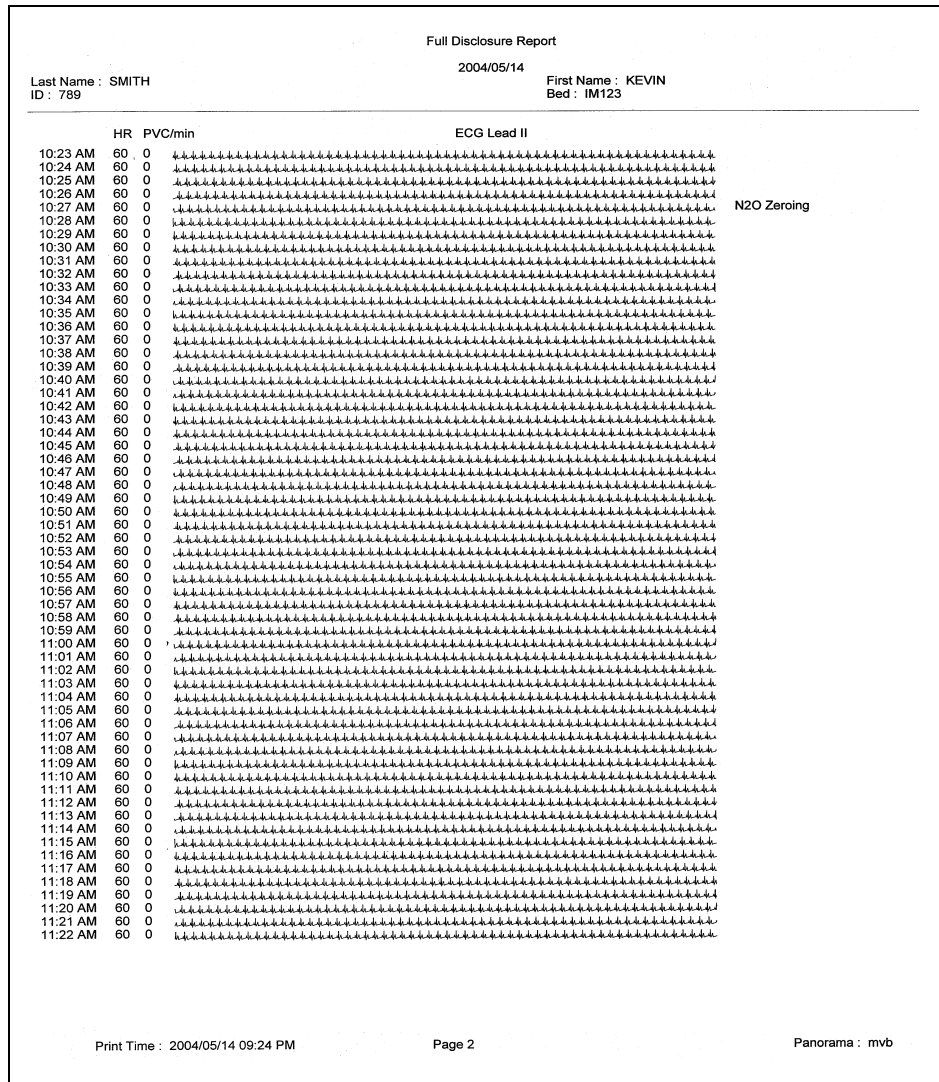 Full Disclosure Report
2004/05/14
Last Name : SMITH First Name : KEVIN
ID : 789 Bed : IM123
HR PVC/min ECG Lead II
10:23 AM 60 0
10:24 AM 60 0
10:25 AM 60 0
10:26 AM 60 0
10:27 AM 60 0 N2O Zeroing
10:28 AM 60 0
10:29 AM 60 0
10:30 AM 60 0
10:31 AM 60 0
10:32 AM 60 0
10:33 AM 60 0
10:34 AM 60 0
10:35 AM 60 0
10:36 AM 60 0
10:37 AM 60 0
10:38 AM 60 0
10:39 AM 60 0
10:40 AM 60 0
10:41 AM 60 0
10:42 AM 60 0
10:43 AM 60 0
10:44 AM 60 0
10:45 AM 60 0
10:46 AM 60 0
10:47 AM 60 0
10:48 AM 60 0
10:49 AM 60 0
10:50 AM 60 0
10:51 AM 60 0
10:52 AM 60 0
10:53 AM 60 0
10:54 AM 60 0
10:55 AM 60 0
10:56 AM 60 0
10:57 AM 60 0
10:58 AM 60 0
10:59 AM 60 0
11:00 AM 60 0
11:01 AM 60 0
11:02 AM 60 0
11:03 AM 60 0
11:04 AM 60 0
11:05 AM 60 0
11:06 AM 60 0
11:07 AM 60 0
11:08 AM 60 0
11:09 AM 60 0
11:10 AM 60 0
11:11 AM 60 0
11:12 AM 60 0
11:13 AM 60 0
11:14 AM 60 0
11:15 AM 60 0
11:16 AM 60 0
11:17 AM 60 0
11:18 AM 60 0
11:19 AM 60 0
11:20 AM 60 0
11:21 AM 60 0
11:22 AM 60 0
Print Time : 2004/05/14 09:24 PM Page 2 Panorama : mvb